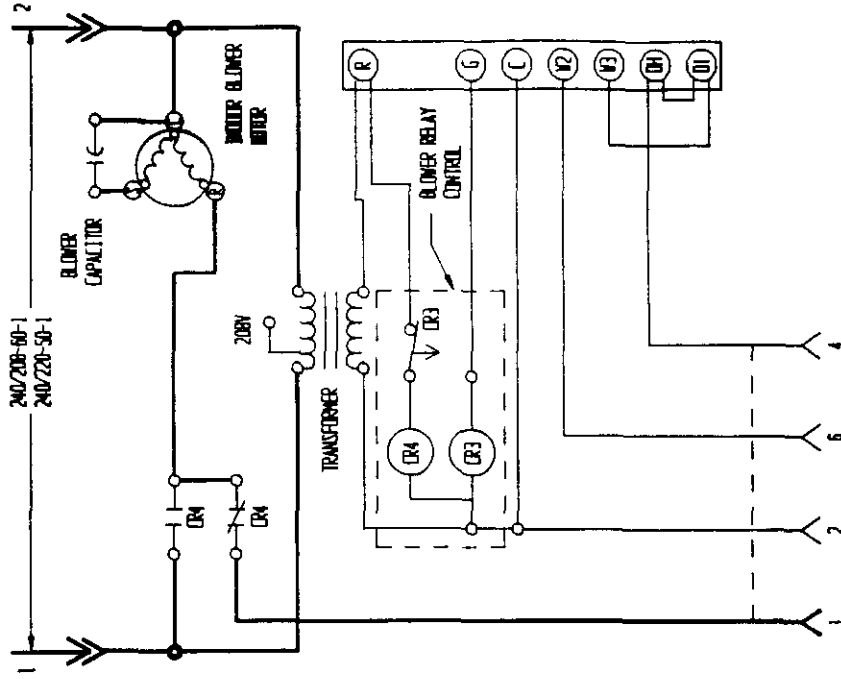 2
1
240/208-60-1
240/220-50-1
BLOWER
CAPACITOR
INDOOR BLOWER
MOTOR
R
CR4
CR4
208V
TRANSFORMER
BLOWER RELAY
CONTROL
CR3
CR4
CR3
R
G
C
W2
W3
OH
O1
4
6
2
1